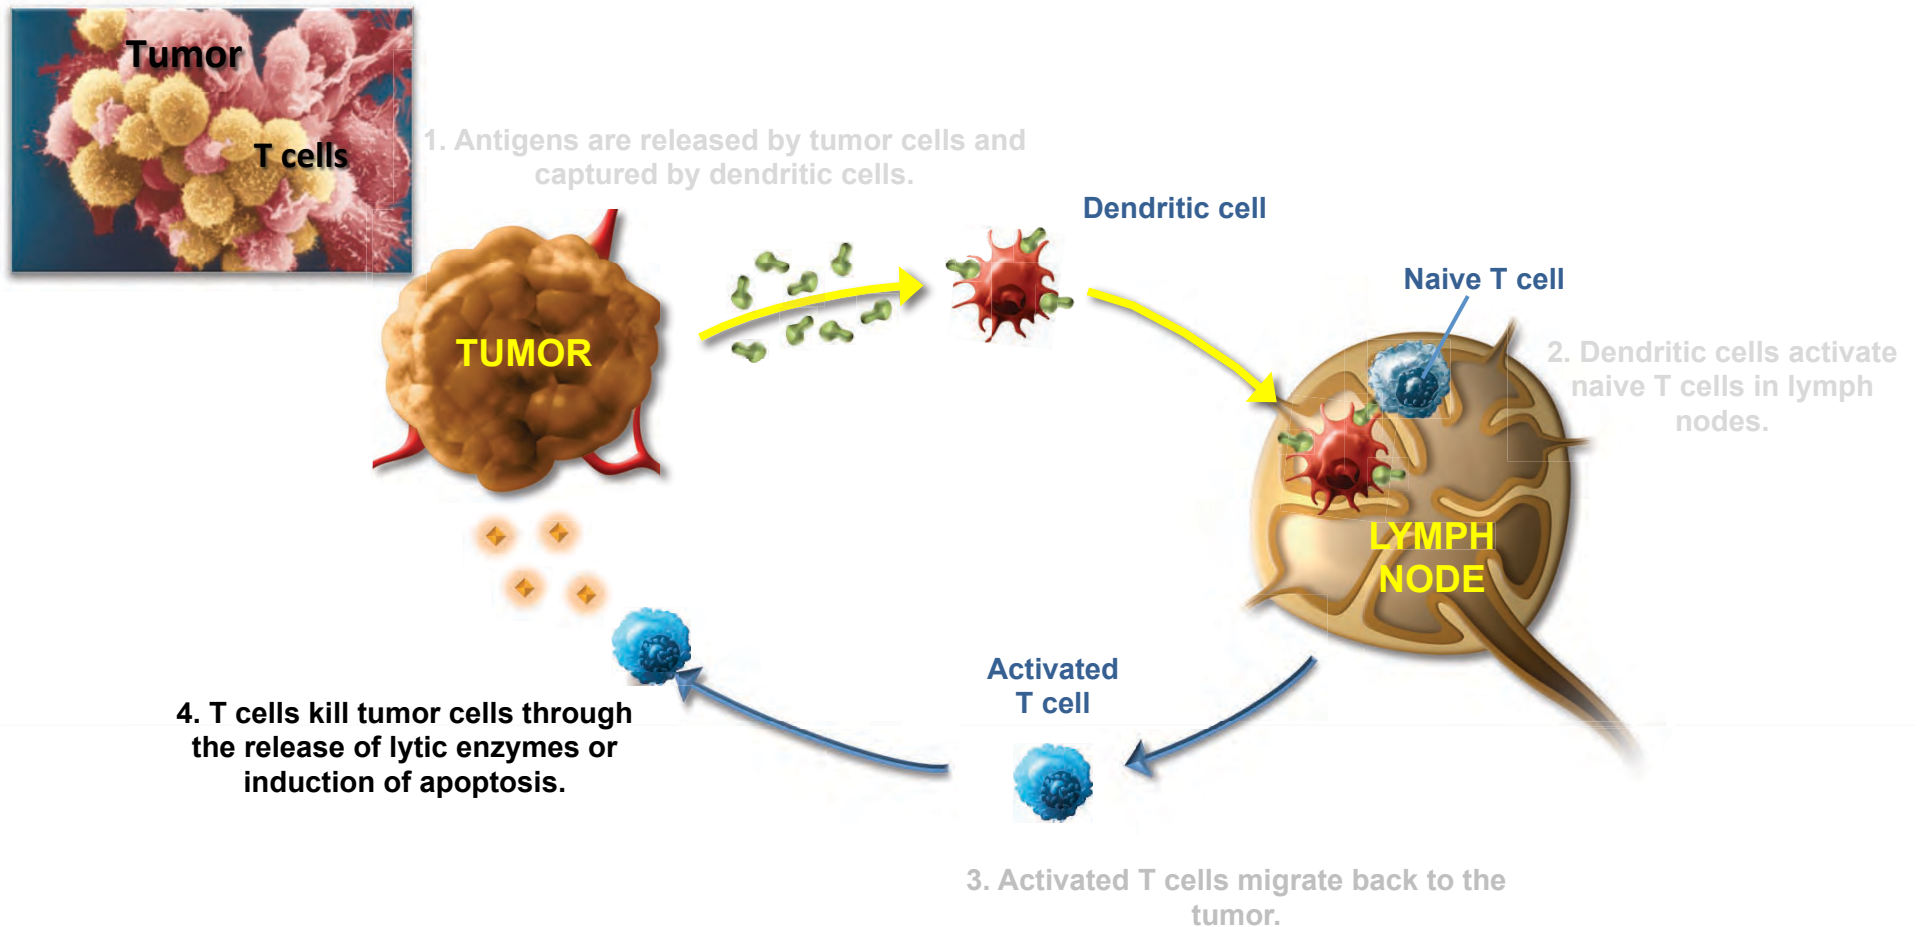 Tumor
T cells
1. Antigens are released by tumor cells and
captured by dendritic cells.
Dendritic cell
Naive T cell
TUMOR
2. Dendritic cells activate
naive T cells in lymph
nodes.
LYMPH
NODE
Activated
T cell
4. T cells kill tumor cells through
the release of lytic enzymes or
induction of apoptosis.
3. Activated T cells migrate back to the
tumor.